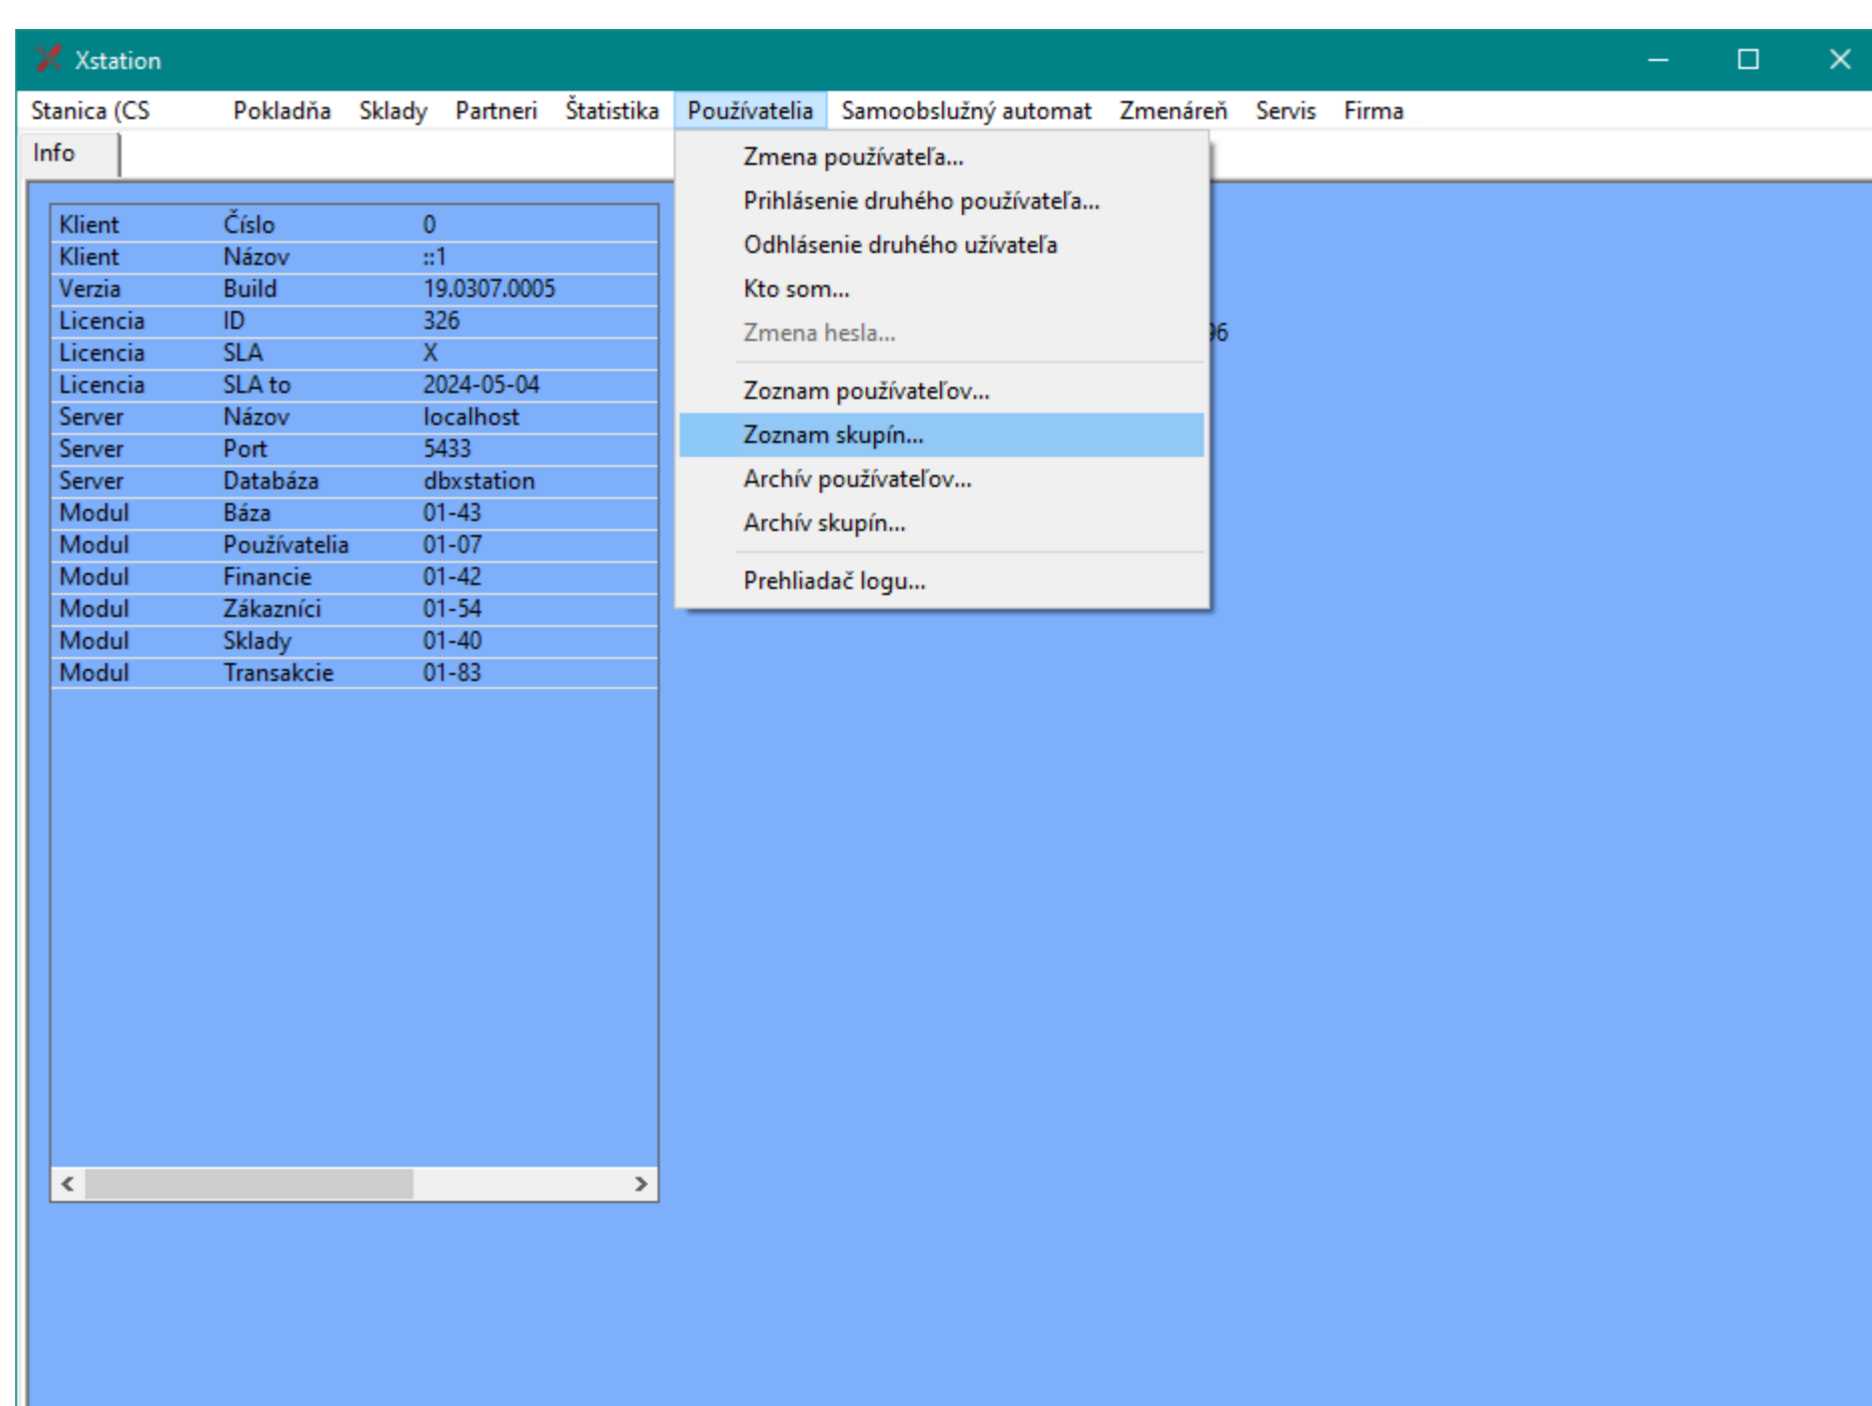 Xstation
Stanica (CS Pokladňa Sklady Partneri Štatistika Používatelia Samoobslužný automat Zmenáreň Servis Firma
Info
Klient Číslo 0
Klient Názov ::1
Verzia Build 19.0307.0005
Licencia ID 326
Licencia SLA X
Licencia SLA to 2024-05-04
Server Názov localhost
Server Port 5433
Server Databáza dbxstation
Modul Báza 01-43
Modul Používatelia 01-07
Modul Financie 01-42
Modul Zákazníci 01-54
Modul Sklady 01-40
Modul Transakcie 01-83
Zmena používateľa...
Prihlásenie druhého používateľa...
Odhlásenie druhého užívateľa
Kto som...
Zmena hesla...
Zoznam používateľov...
Zoznam skupín...
Archív používateľov...
Archív skupín...
Prehliadač logu...